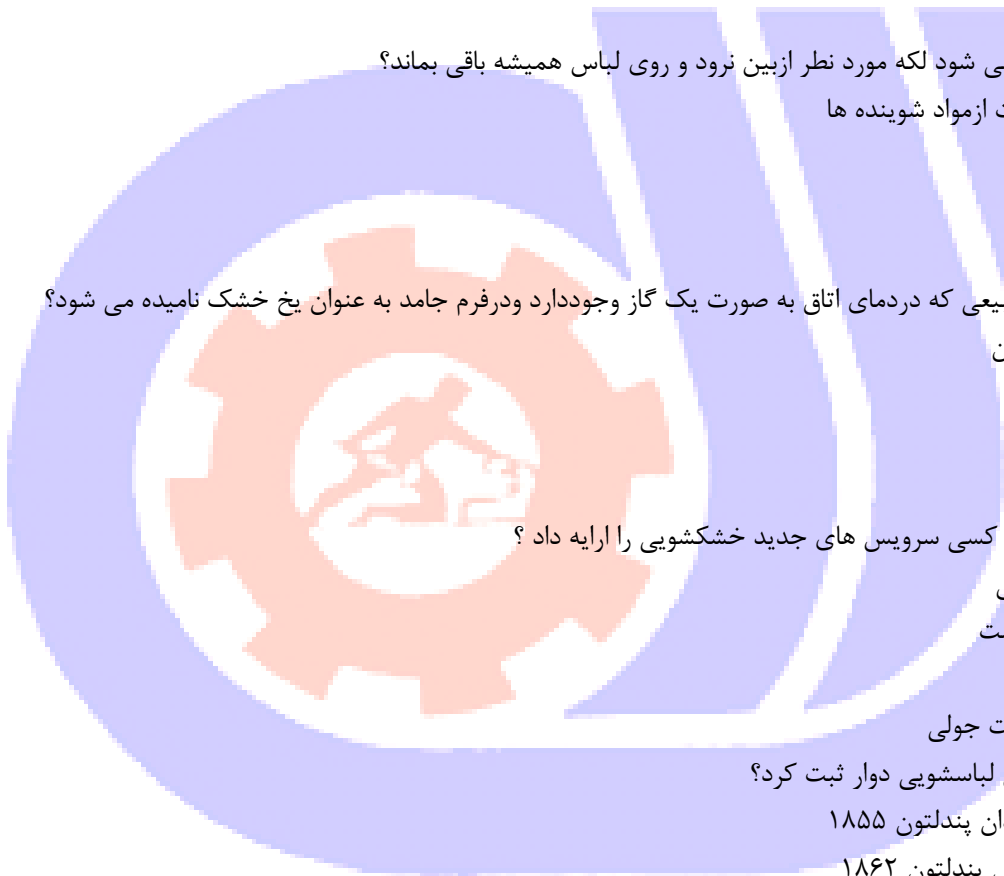 ی شود لکه مورد نطر ازبین نرود و روی لباس همیشه باقی بماند؟
ازمواد شوینده ها
یعی که دردمای اتاق به صورت یک گاز وجوددارد ودرفرم جامد به عنوان یخ خشک نامیده می شود؟
کسی سرویس های جدید خشکشویی را ارایه داد ؟
ت جولی
لباسشویی دوار ثبت کرد؟
ان پندلتون ۱۸۵۵
پندلتون ۱۸۶۲